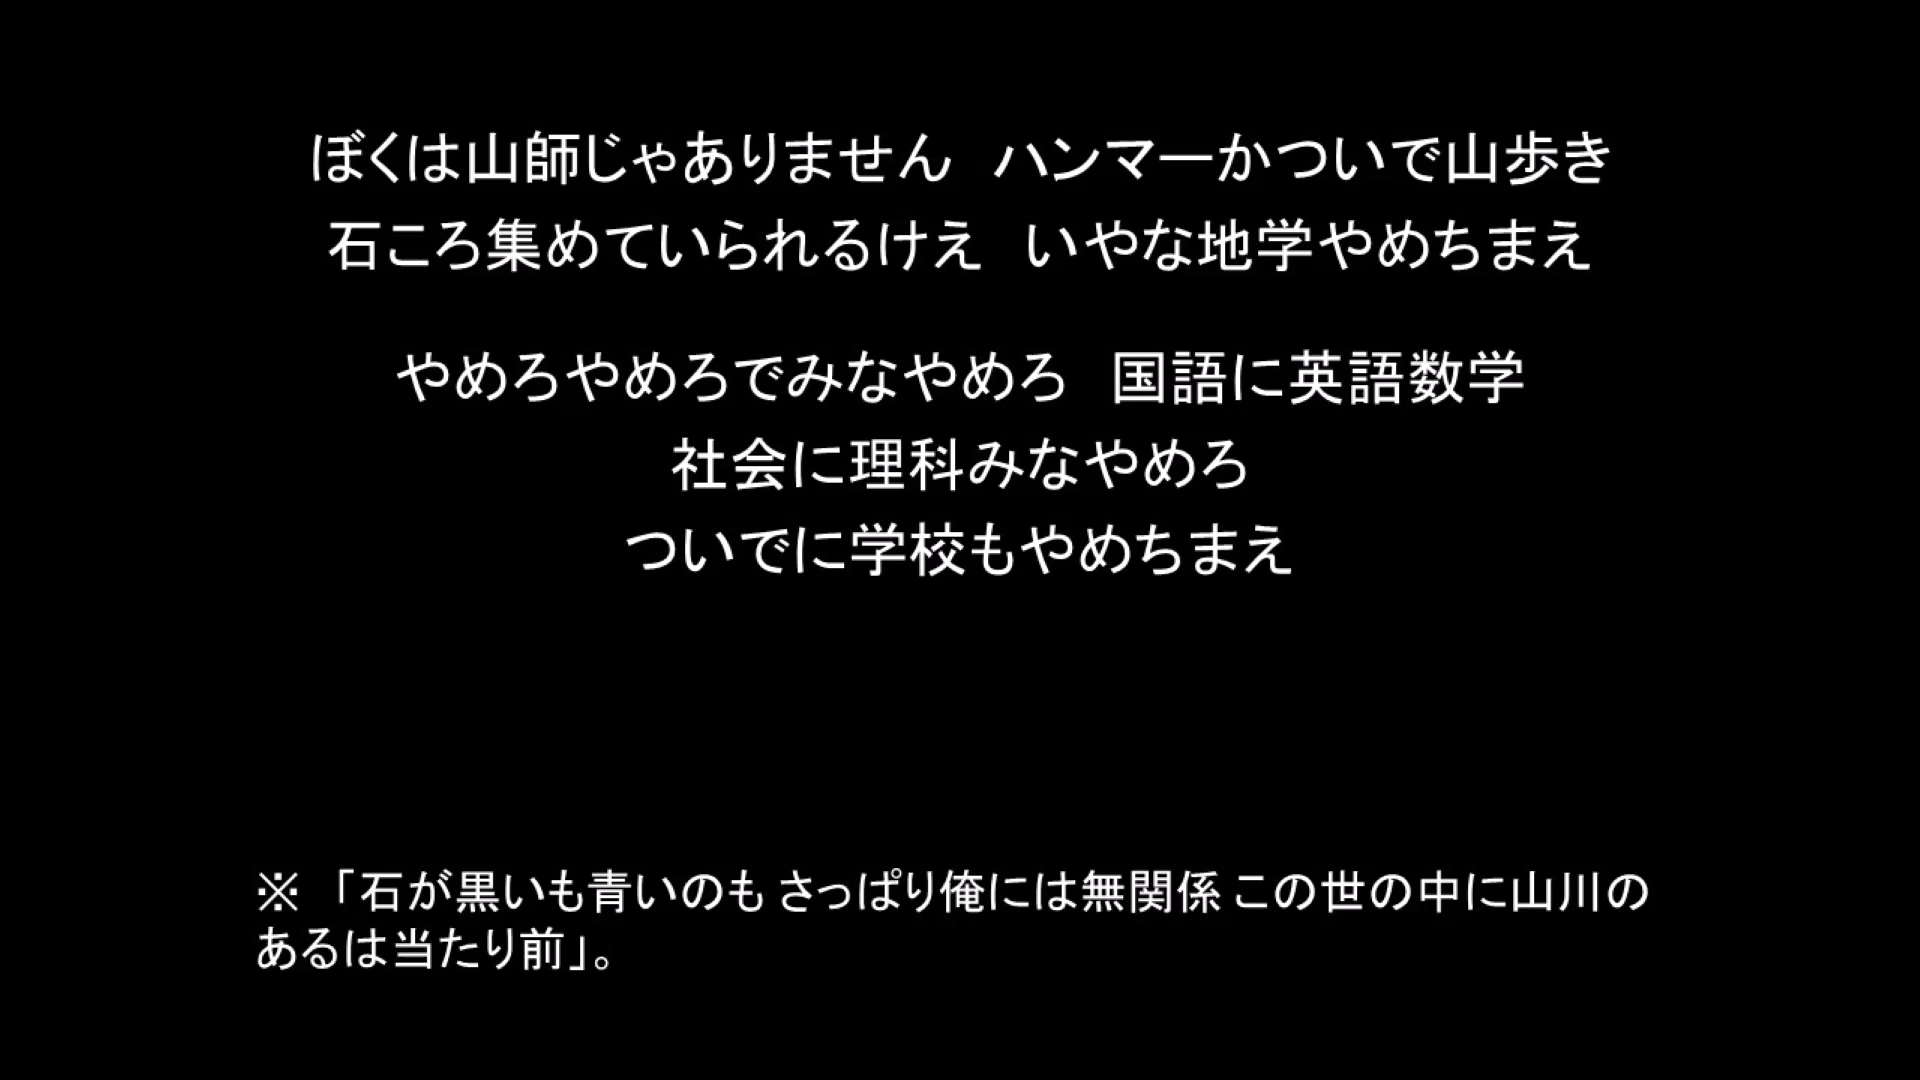 ぼくは山師じゃありません　ハンマーかついで山歩き
石ころ集めていられるけえ　いやな地学やめちまえ
やめろやめろでみなやめろ　国語に英語数学
社会に理科みなやめろ
ついでに学校もやめちまえ
※　「石が黒いも青いのも さっぱり俺には無関係 この世の中に山川の
あるは当たり前」。